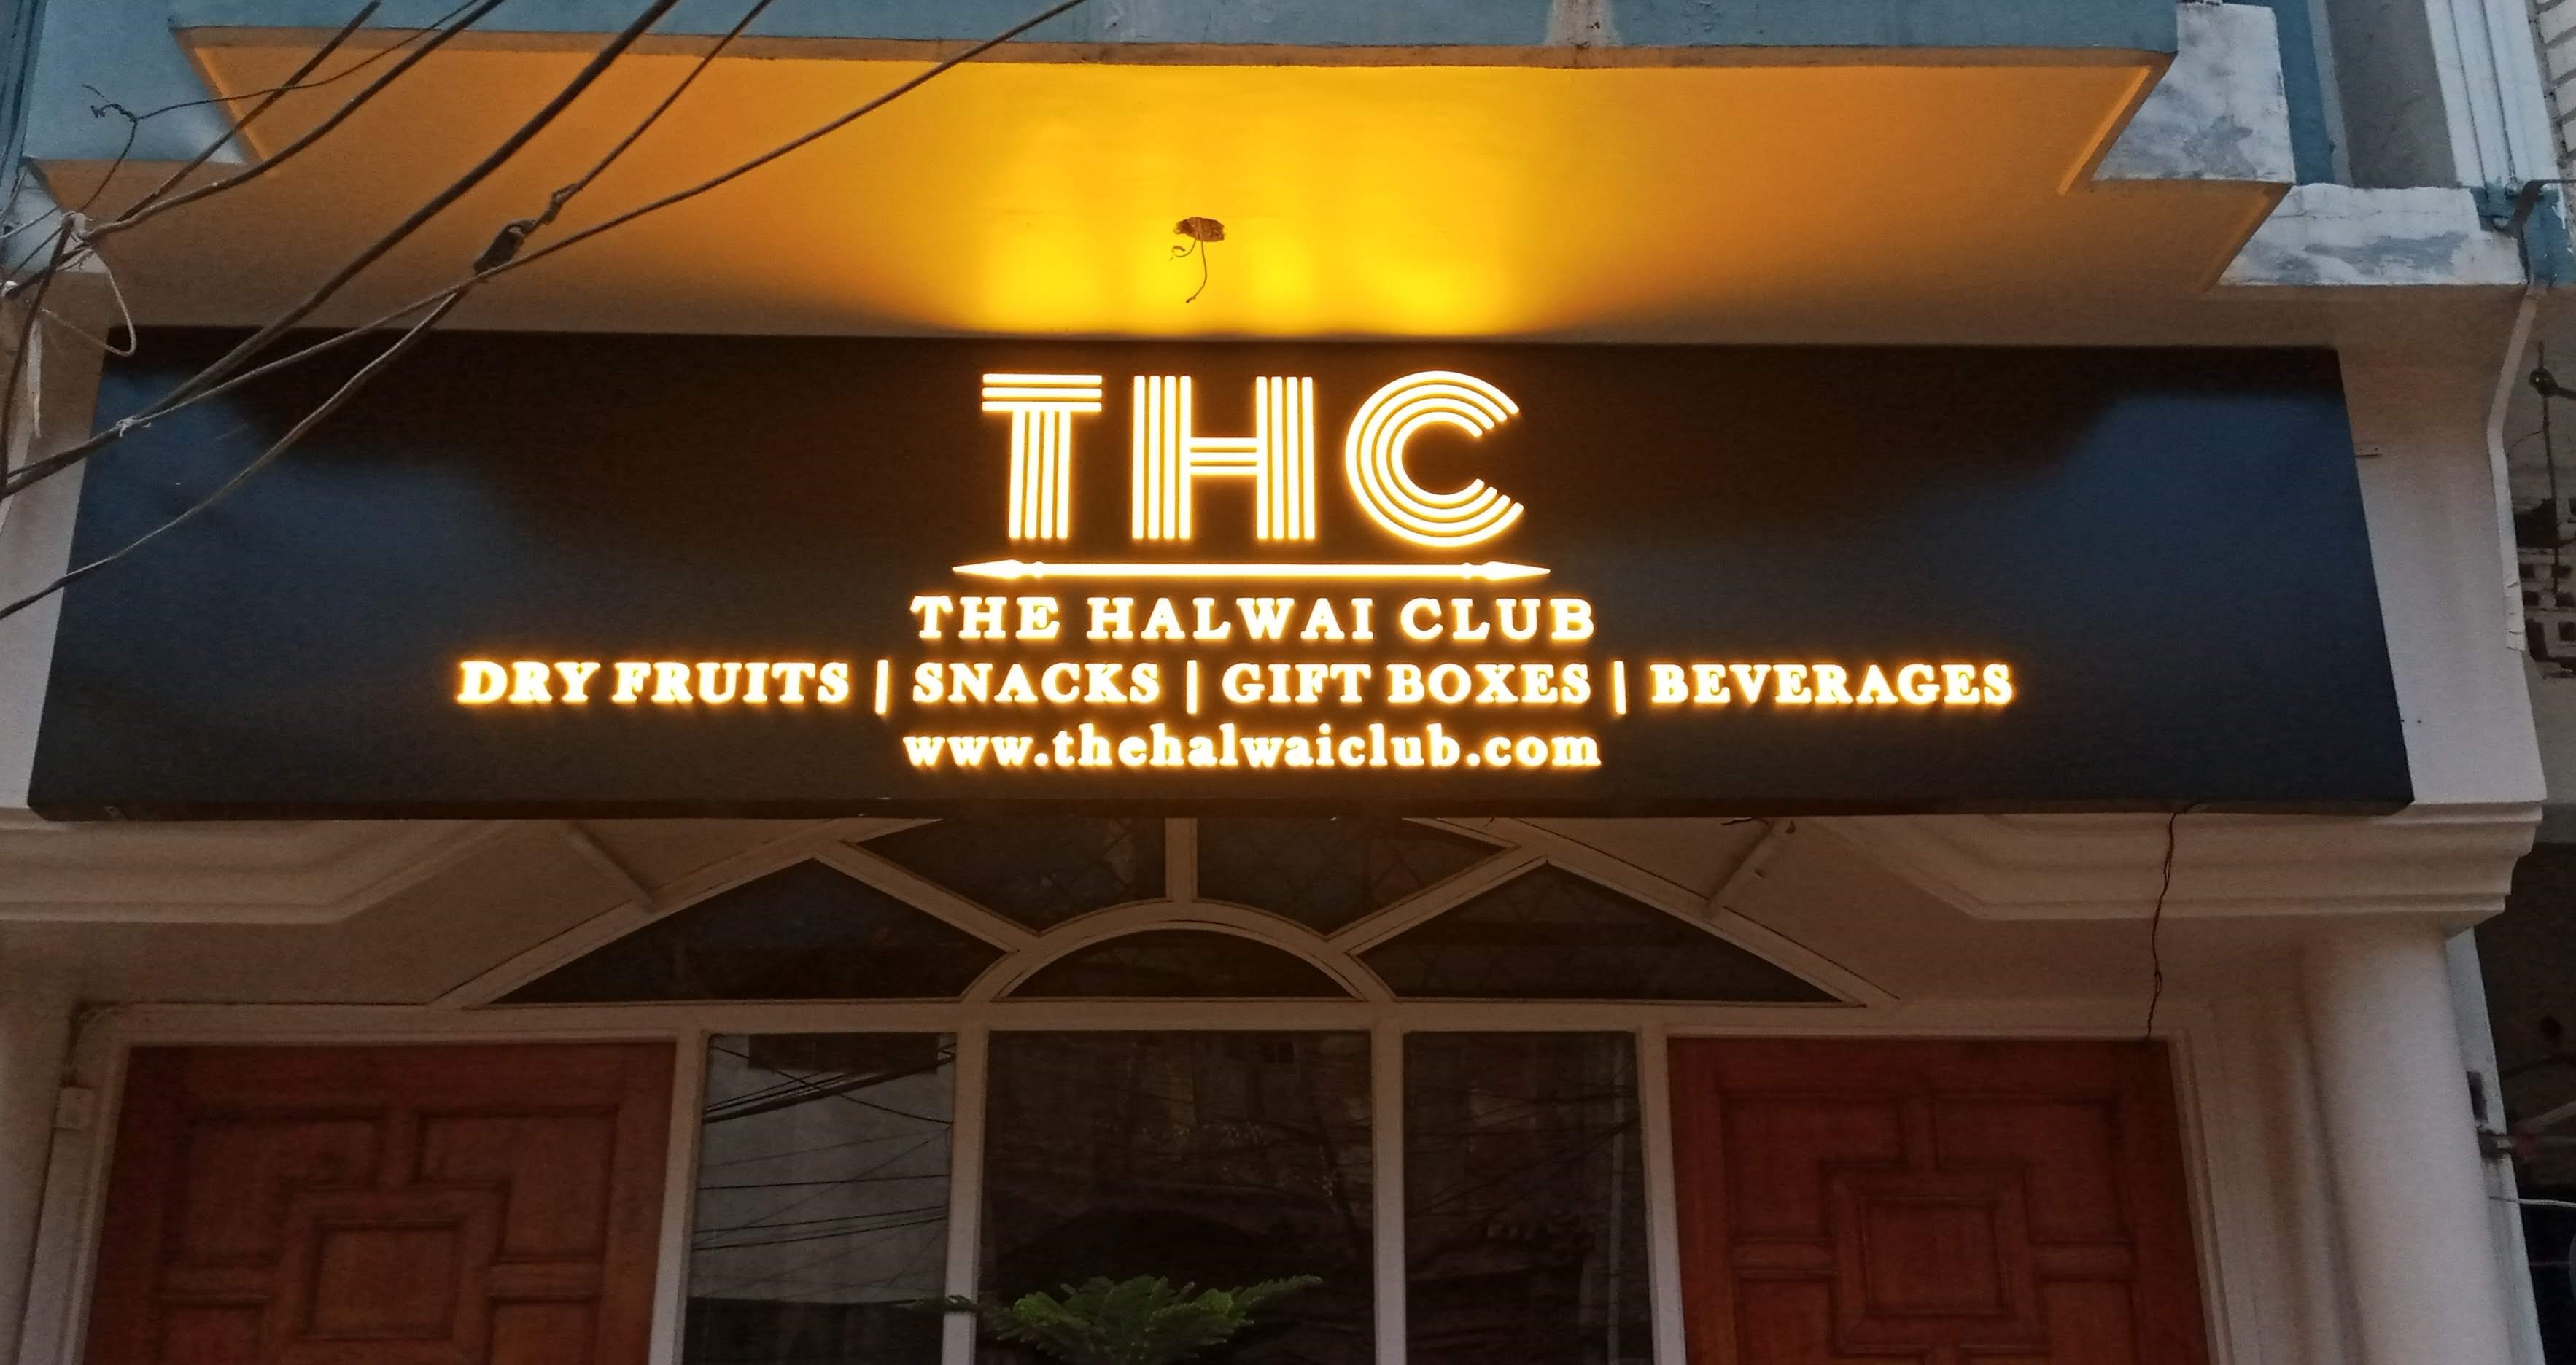 THC
THE HALWAI CLUB
DRY FRUITS | SNACKS | GIFT BOXES | BEVERAGES
www.thehalwaiclub.com